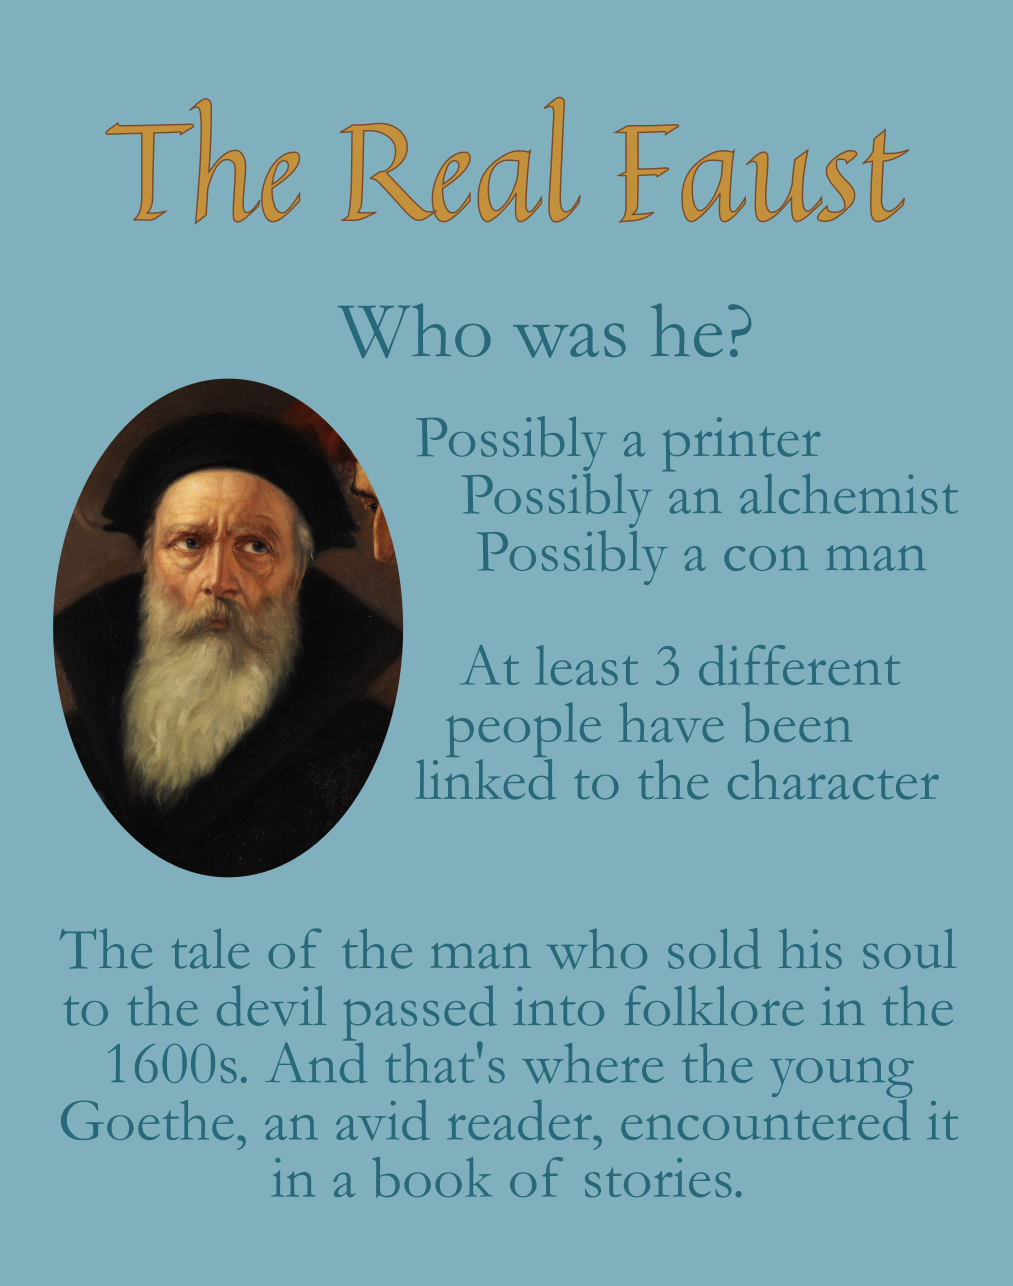 The Real Faust
Who was he?
Possibly a printer
Possibly an alchemist
Possibly a con man
At least 3 different
people have been
linked to the character
The tale of the man who sold his soul
to the devil passed into folklore in the
1600s. And that's where the young
Goethe, an avid reader, encountered it
in a book of stories.